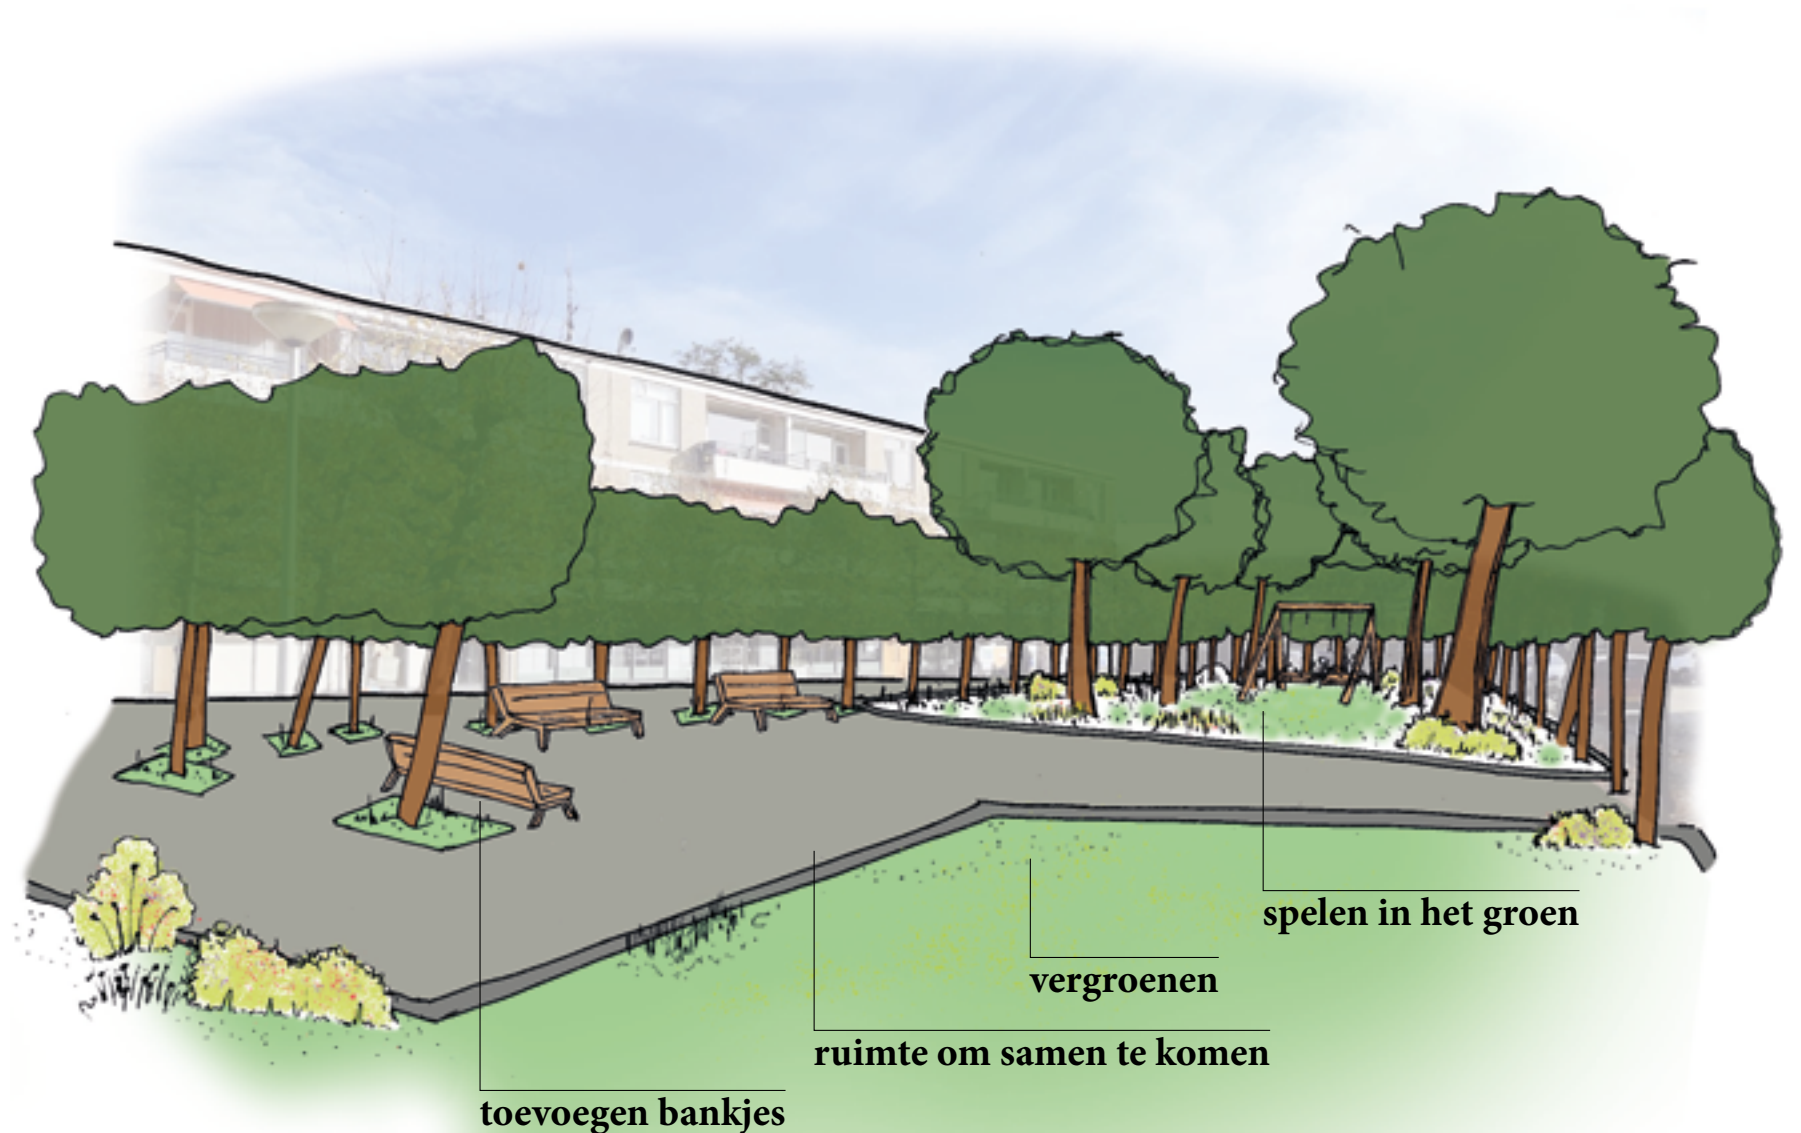 spelen in het groen
vergroenen
ruimte om samen te komen
toevoegen bankjes